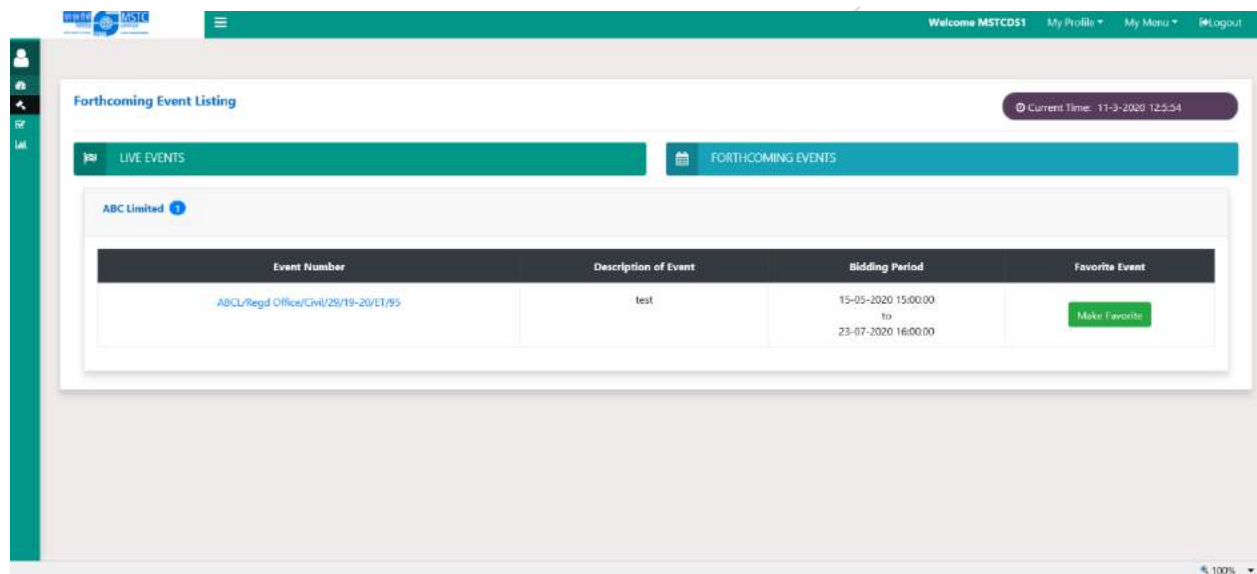 MSTC
Welcome MSTCDS1 My Profile My Menu Logout
Forthcoming Event Listing
Current Time: 11-3-2020 12:5:54
LIVE EVENTS
FORTHCOMING EVENTS
ABC Limited 1
Event Number Description of Event Bidding Period Favorite Event
ABCL/Regd Office/Civil/29/19-20/ET/95 test 15-05-2020 15:00:00
to
23-07-2020 16:00:00
Make Favorite
100%